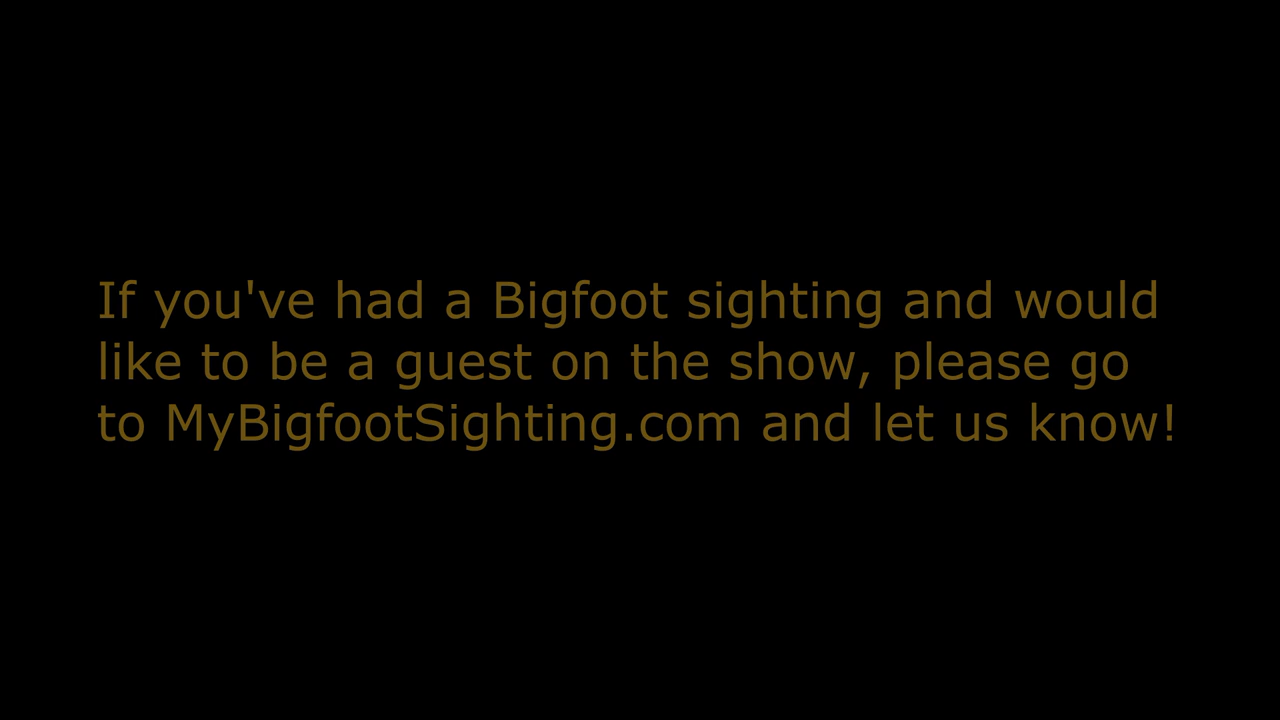 If you've had a Bigfoot sighting and would
like to be a guest on the show, please go
to MyBigfootSighting.com and let us know!